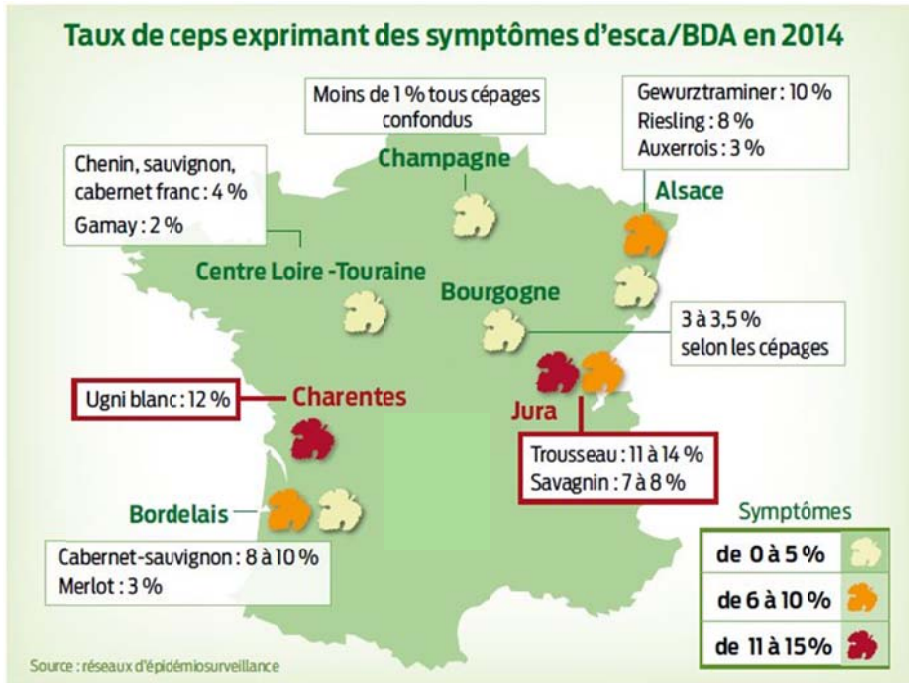 Taux de ceps exprimant des symptômes d'esca/BDA en 2014
Moins de 1 % tous cépages
confondus
Champagne
Gewurztraminer : 10 %
Riesling : 8 %
Auxerrois : 3 %
Alsace
Chenin, sauvignon,
cabernet franc : 4 %
Gamay : 2 %
Centre Loire -Touraine
Bourgogne
3 à 3,5 %
selon les cépages
Ugni blanc : 12 %
Charentes
Jura
Trousseau : 11 à 14 %
Savagnin : 7 à 8 %
Bordelais
Cabernet-sauvignon : 8 à 10 %
Merlot : 3 %
Symptômes
de 0 à 5 %
de 6 à 10 %
de 11 à 15%
Source : réseaux d'épidémiosurveillance